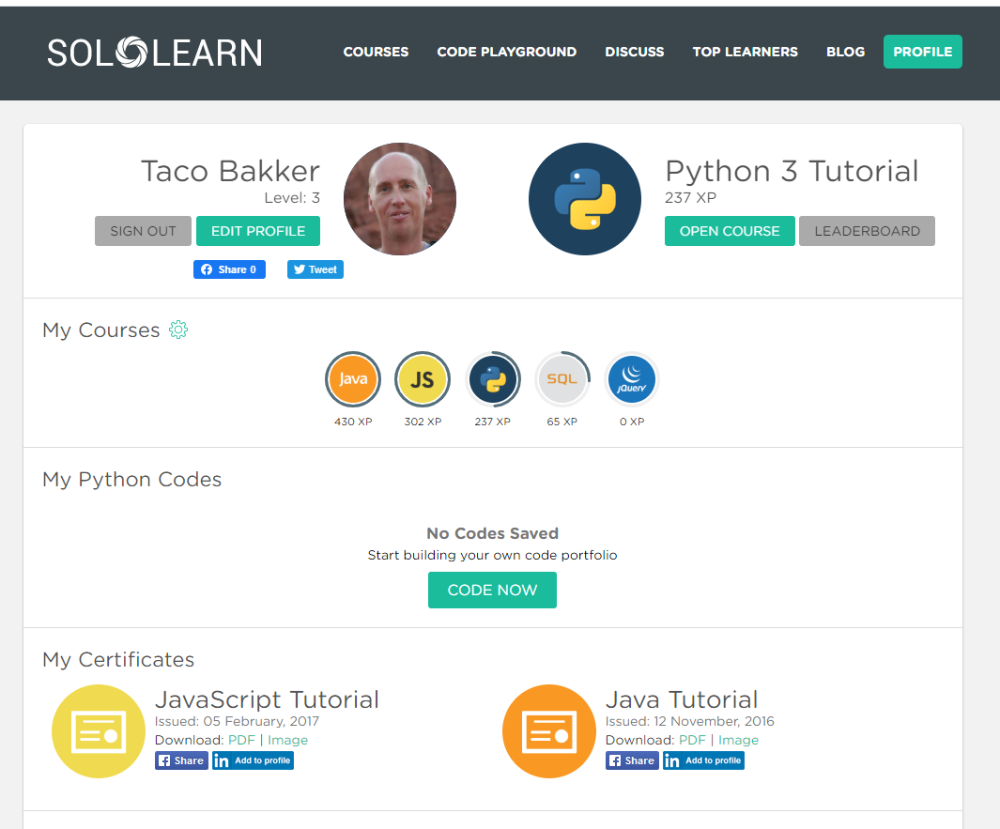 SOLOLEARN
COURSES CODE PLAYGROUND DISCUSS TOP LEARNERS BLOG PROFILE
Taco Bakker
Level: 3
SIGN OUT EDIT PROFILE
Share 0 Tweet
Python 3 Tutorial
237 XP
OPEN COURSE LEADERBOARD
My Courses
Java JS SQL jQuery
430 XP 302 XP 237 XP 65 XP 0 XP
My Python Codes
No Codes Saved
Start building your own code portfolio
CODE NOW
My Certificates
JavaScript Tutorial
Issued: 05 February, 2017
Download: PDF | Image
Share in Add to profile
Java Tutorial
Issued: 12 November, 2016
Download: PDF | Image
Share in Add to profile